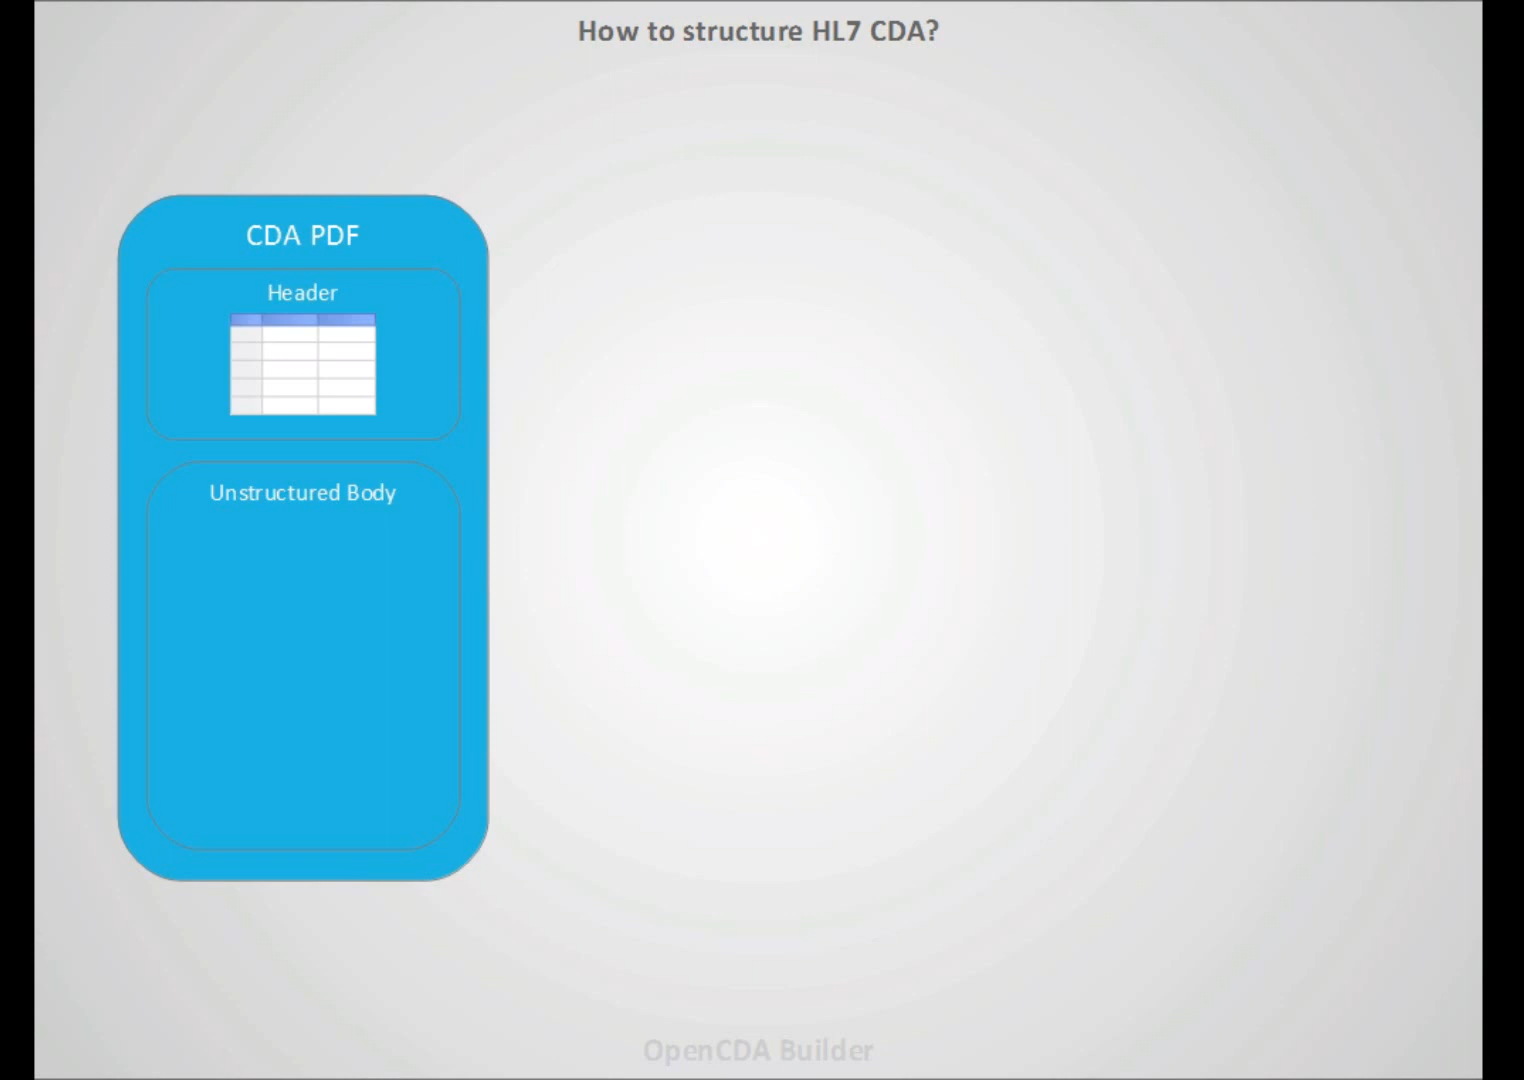 How to structure HL7 CDA?
CDA PDF
Header
Unstructured Body
OpenCDA Builder